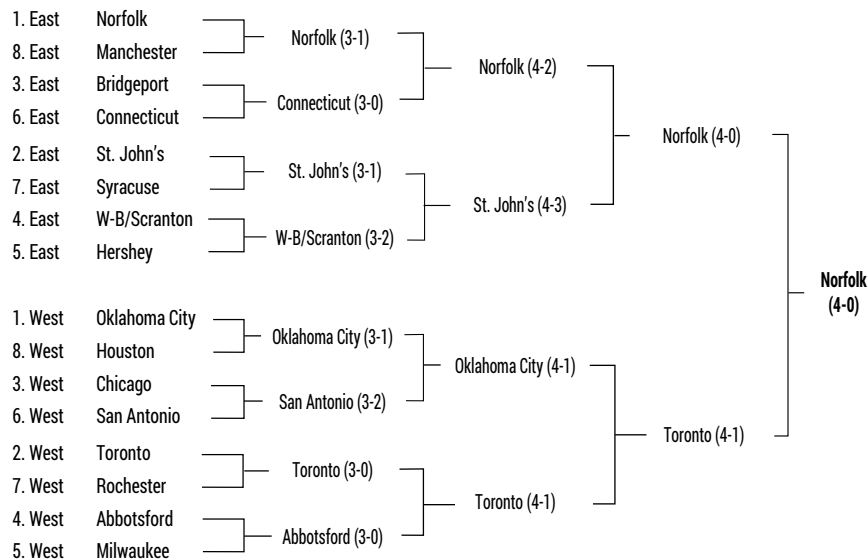 1. East Norfolk
8. East Manchester
Norfolk (3-1)
3. East Bridgeport
6. East Connecticut
Connecticut (3-0)
Norfolk (4-2)
2. East St. John's
7. East Syracuse
St. John's (3-1)
4. East W-B/Scranton
5. East Hershey
W-B/Scranton (3-2)
St. John's (4-3)
Norfolk (4-0)
1. West Oklahoma City
8. West Houston
Oklahoma City (3-1)
3. West Chicago
6. West San Antonio
San Antonio (3-2)
Oklahoma City (4-1)
2. West Toronto
7. West Rochester
Toronto (3-0)
4. West Abbotsford
5. West Milwaukee
Abbotsford (3-0)
Toronto (4-1)
Toronto (4-1)
Norfolk
(4-0)